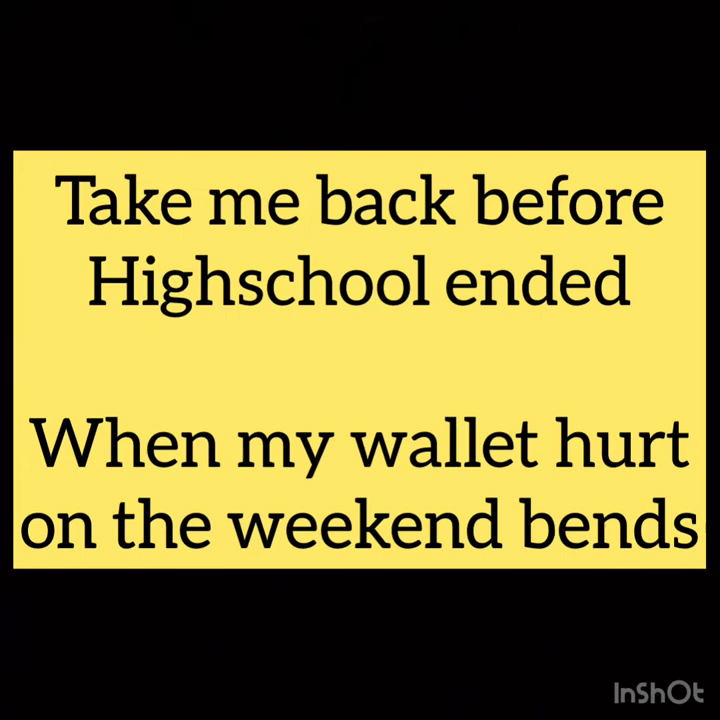 Take me back before
Highschool ended
When my wallet hurt
on the weekend bends
InShOt